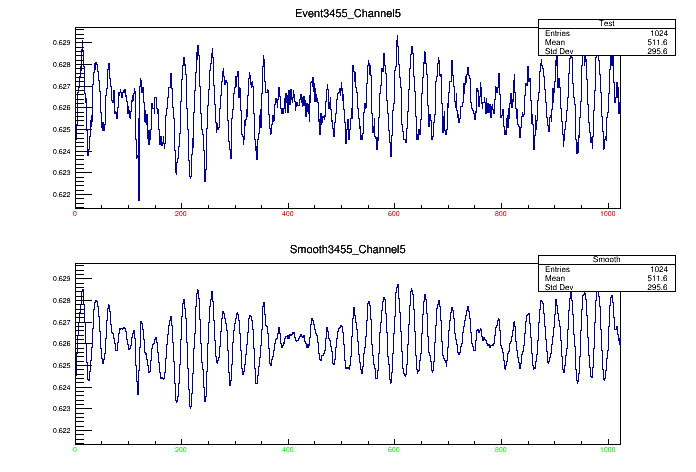 Event3455_Channel5
Test
Entries 1024
Mean 511.6
Std Dev 295.6
0.629
0.628
0.627
0.626
0.625
0.624
0.623
0.622
0 200 400 600 800 1000
Smooth3455_Channel5
Smooth
Entries 1024
Mean 511.6
Std Dev 295.6
0.629
0.628
0.627
0.626
0.625
0.624
0.623
0.622
0 200 400 600 800 1000